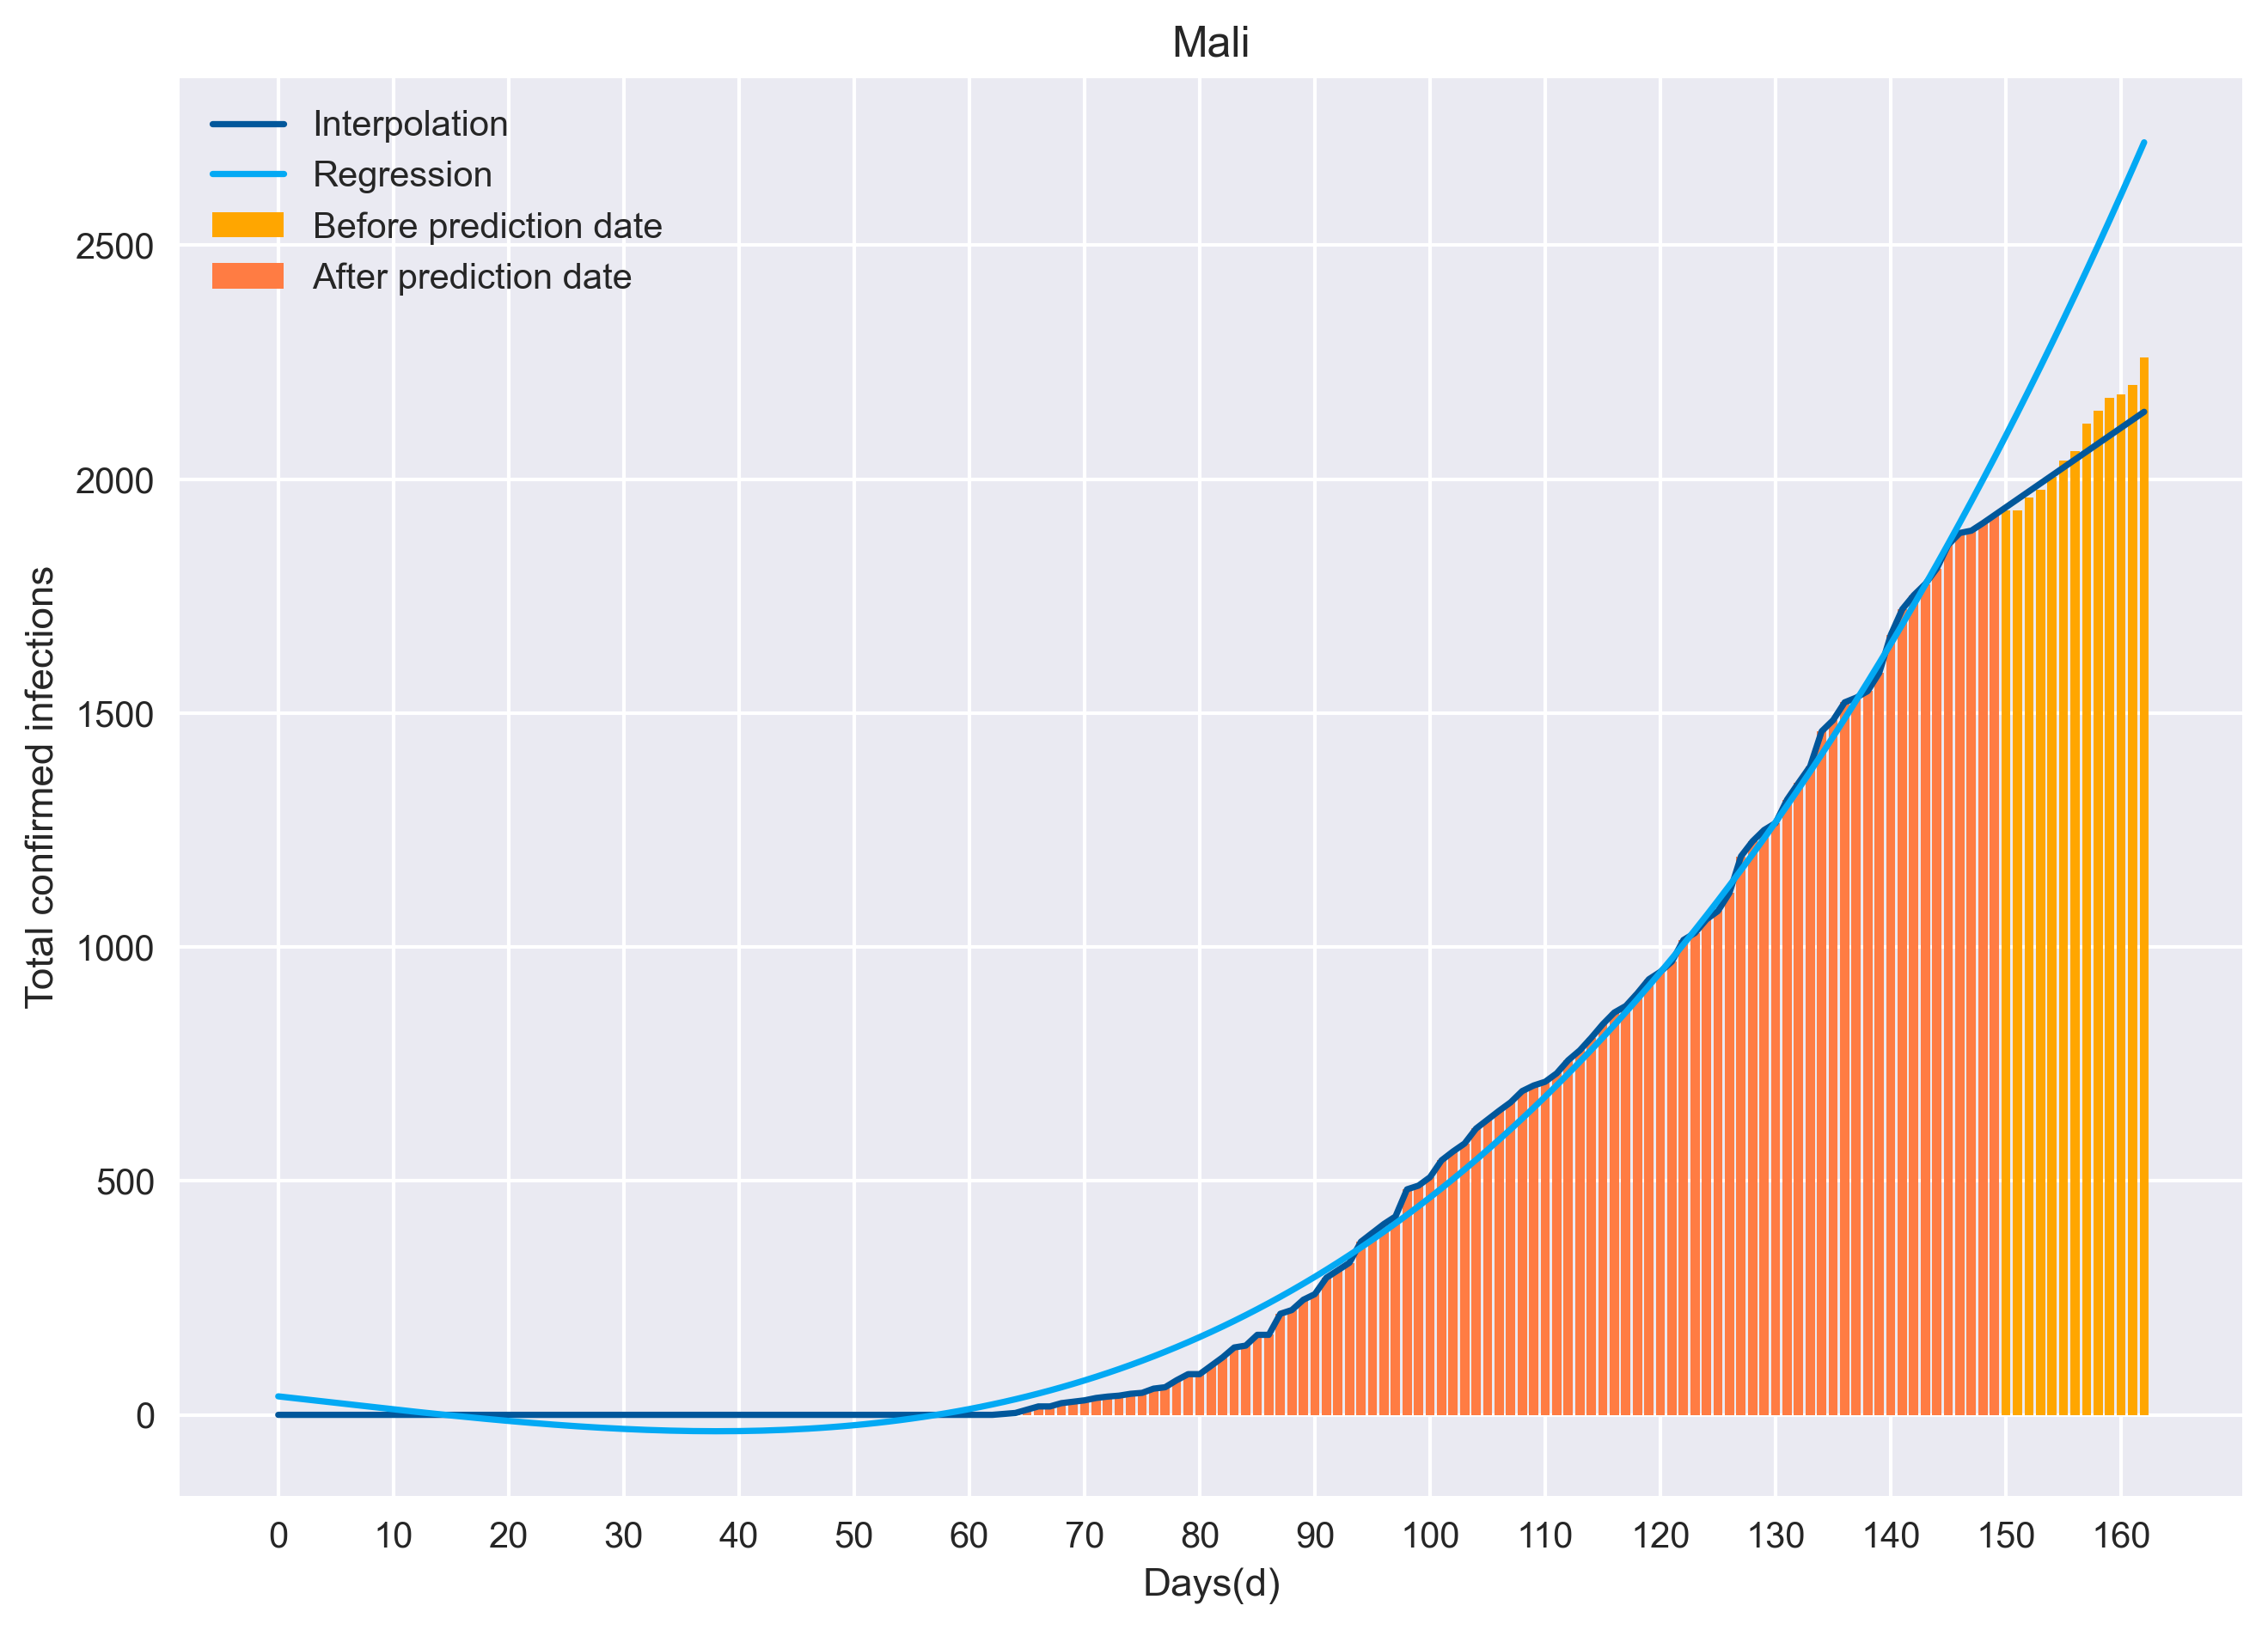 Mali
Interpolation
Regression
Before prediction date
After prediction date
2500
2000
1500
1000
500
0
Total confirmed infections
0 10 20 30 40 50 60 70 80 90 100 110 120 130 140 150 160
Days(d)